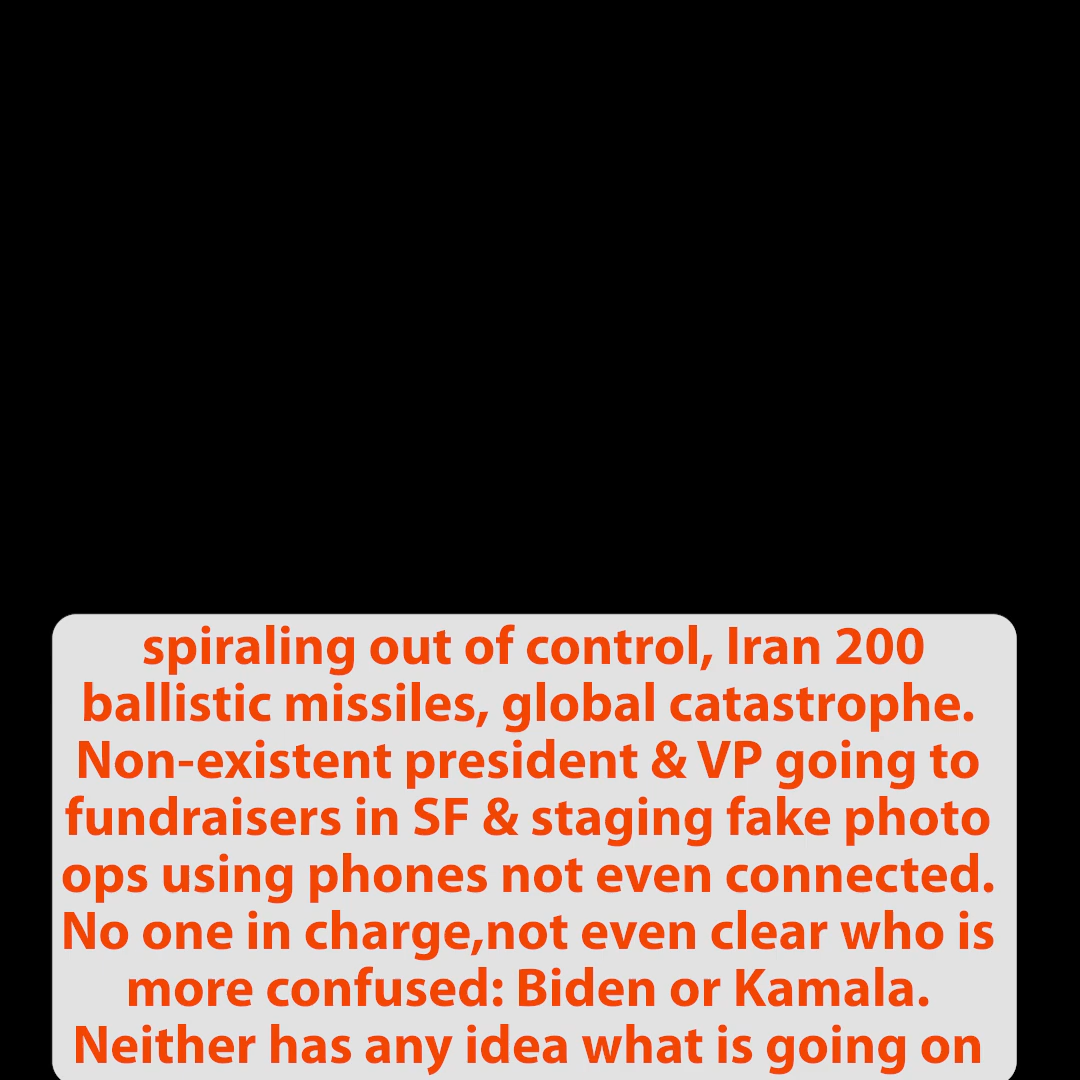 spiraling out of control, Iran 200
ballistic missiles, global catastrophe.
Non-existent president & VP going to
fundraisers in SF & staging fake photo
ops using phones not even connected.
No one in charge,not even clear who is
more confused: Biden or Kamala.
Neither has any idea what is going on